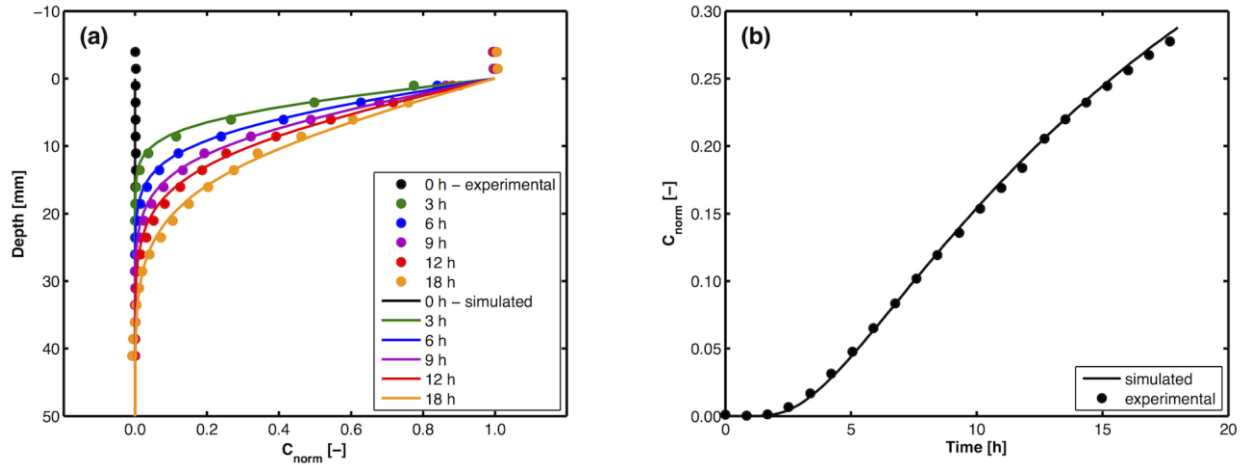 (a)
Depth [mm]
−10
0
10
20
30
40
50
0.0 0.2 0.4 0.6 0.8 1.0
C_norm [−]
0 h – experimental
3 h
6 h
9 h
12 h
18 h
0 h – simulated
3 h
6 h
9 h
12 h
18 h
(b)
C_norm [−]
0.30
0.25
0.20
0.15
0.10
0.05
0.00
0 5 10 15 20
Time [h]
simulated
experimental